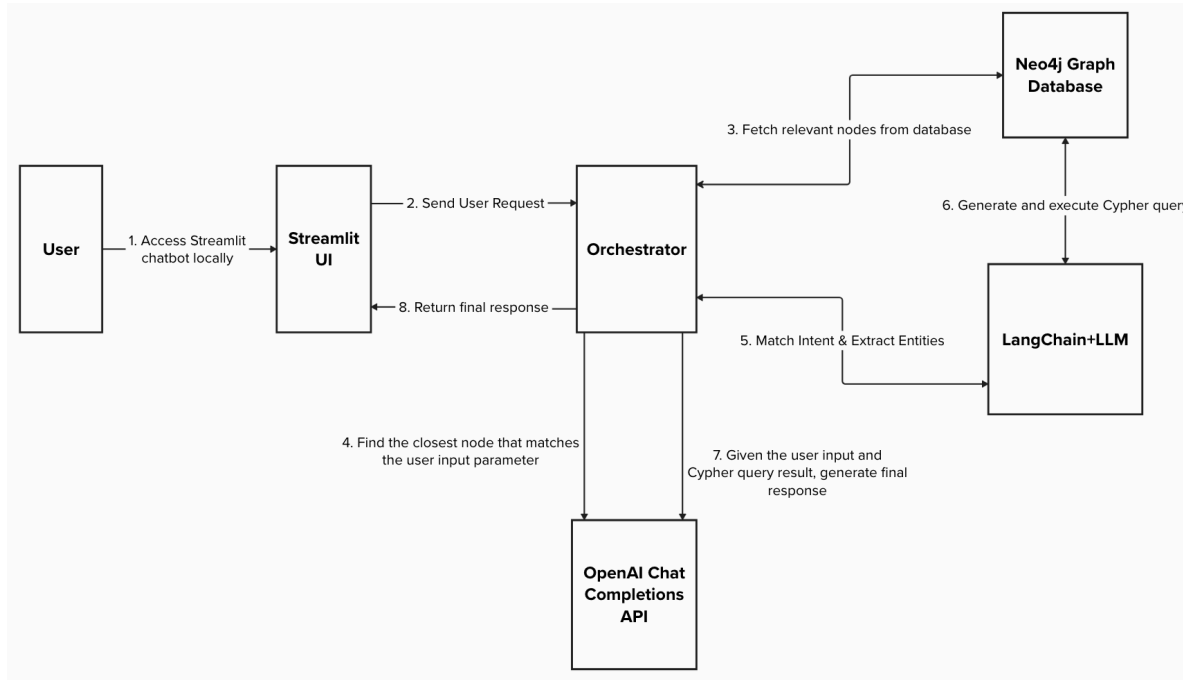 Neo4j Graph
Database
3. Fetch relevant nodes from database
User
1. Access Streamlit
chatbot locally
Streamlit
UI
2. Send User Request
8. Return final response
Orchestrator
6. Generate and execute Cypher query
5. Match Intent & Extract Entities
LangChain+LLM
4. Find the closest node that matches
the user input parameter
7. Given the user input and
Cypher query result, generate final
response
OpenAI Chat
Completions
API